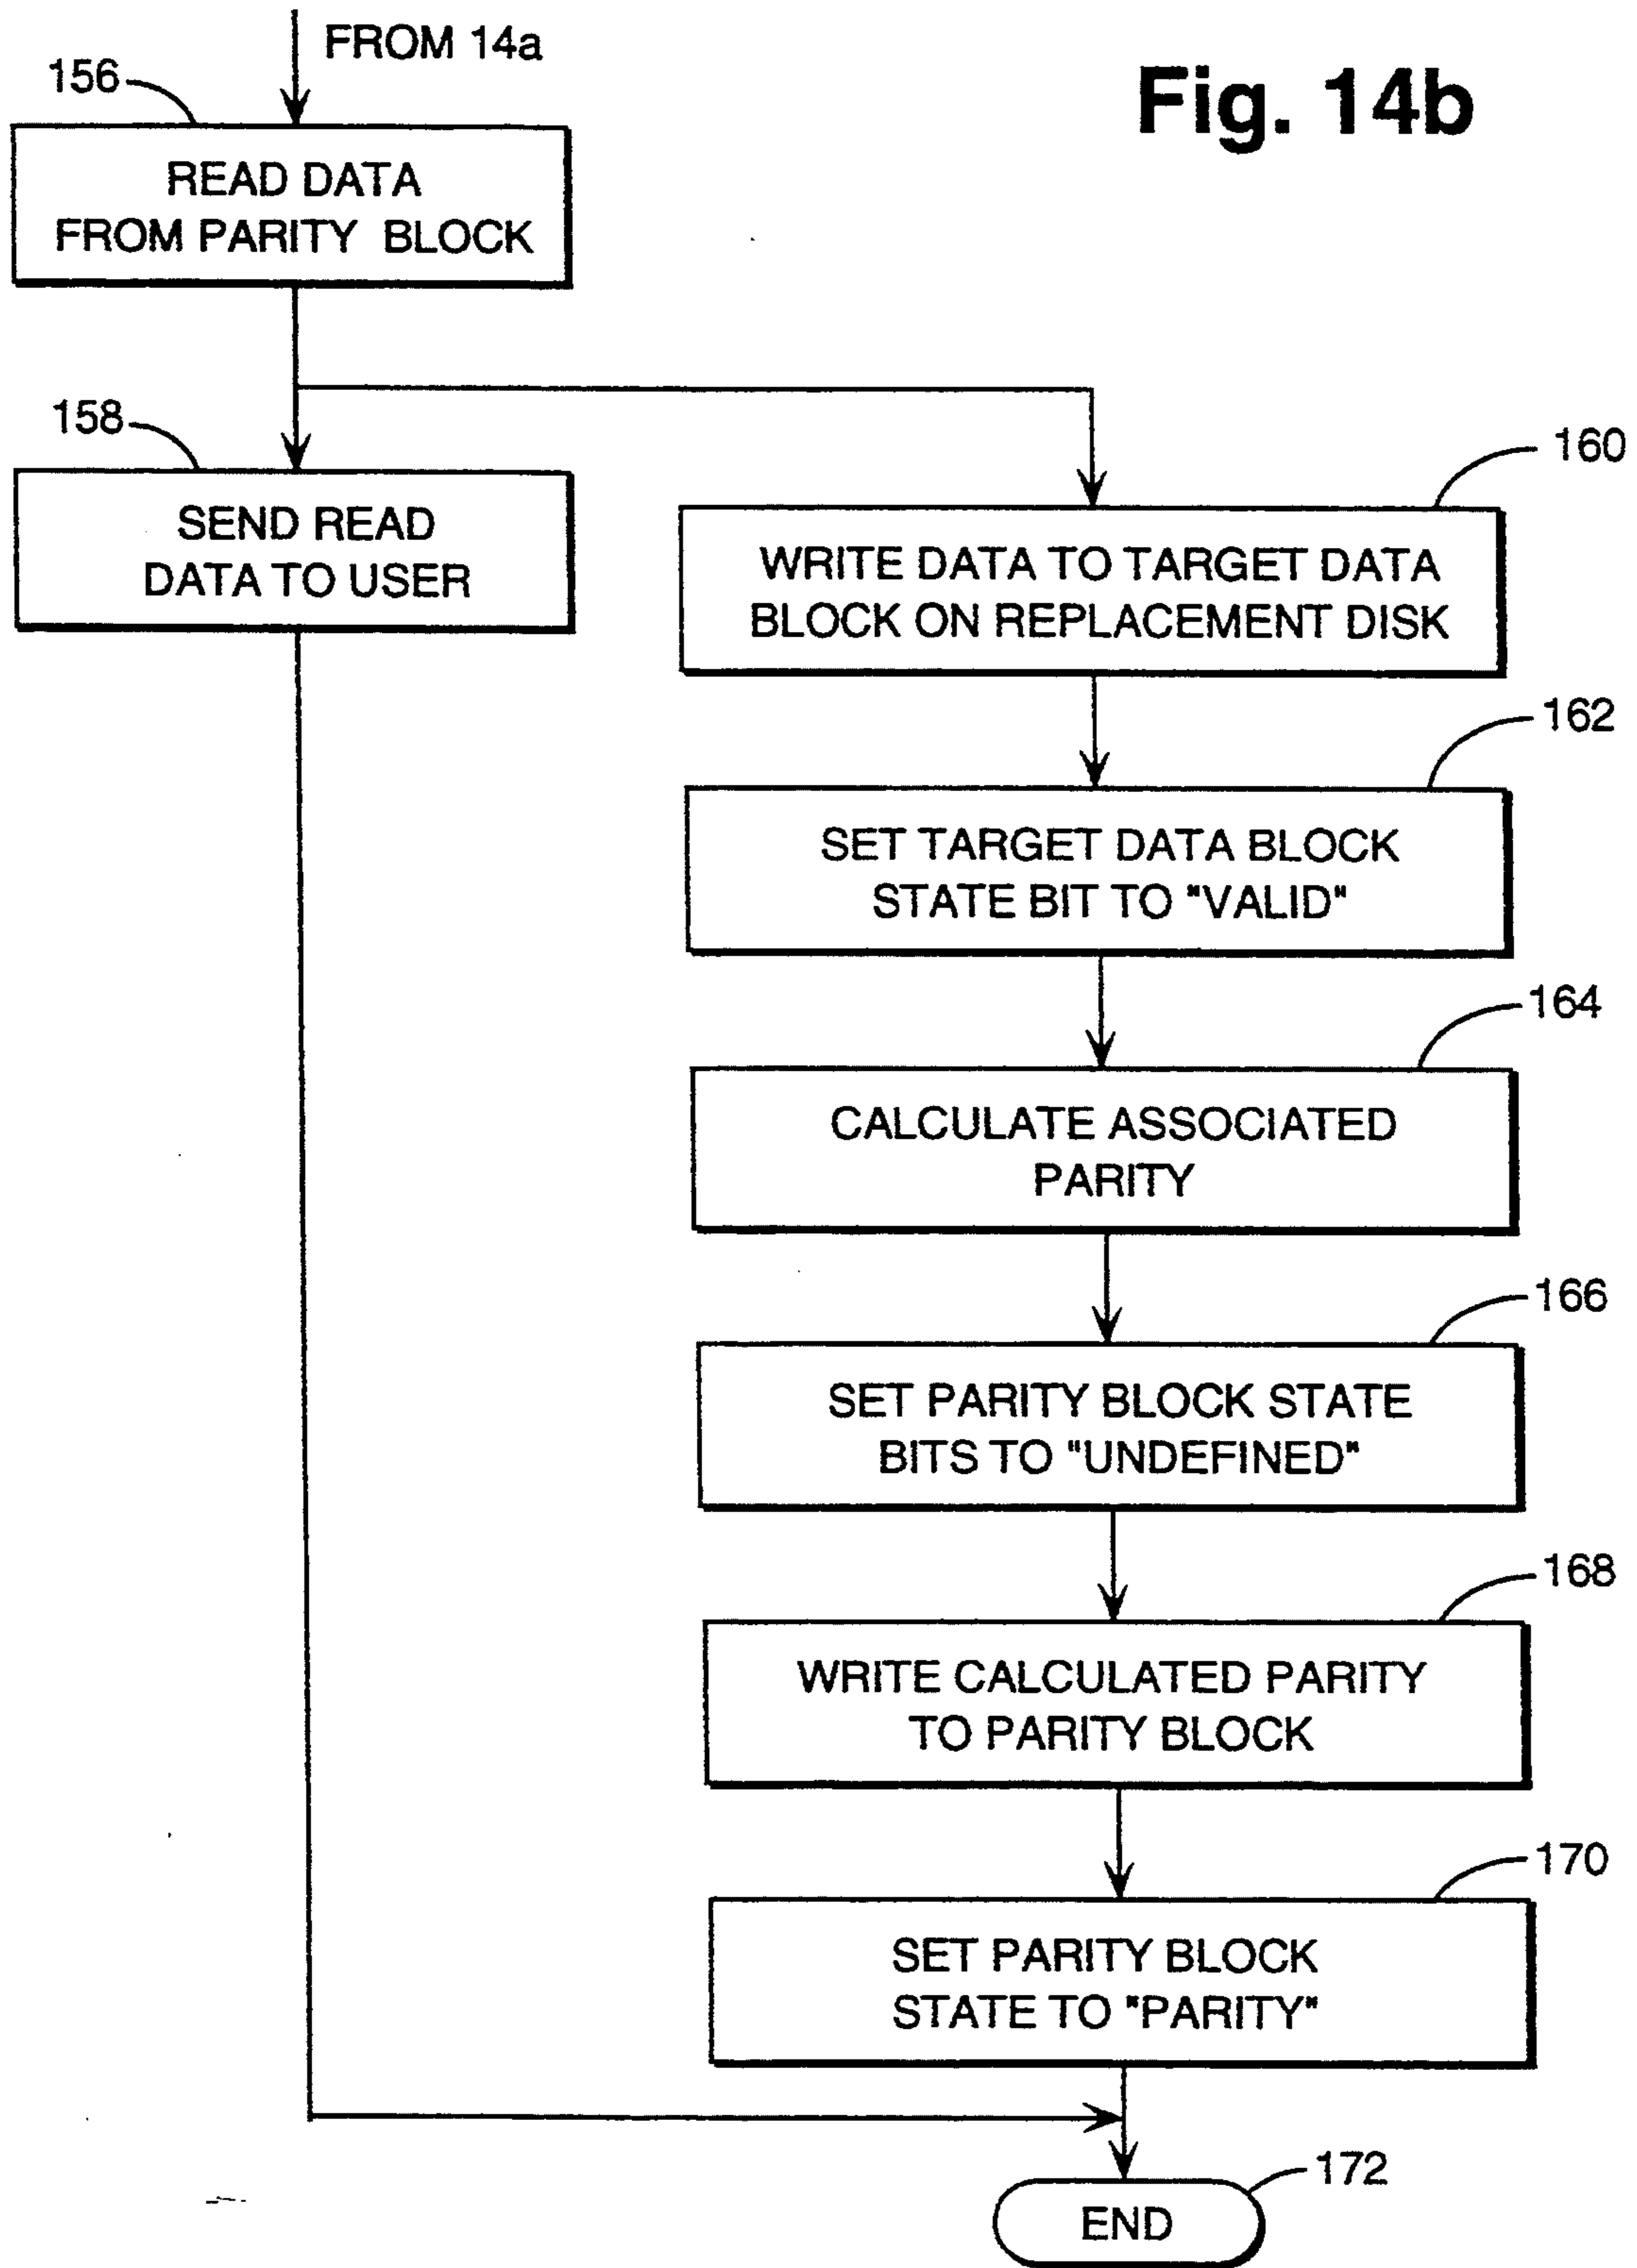 FROM 14a
Fig. 14b
156
READ DATA
FROM PARITY BLOCK
158
SEND READ
DATA TO USER
160
WRITE DATA TO TARGET DATA
BLOCK ON REPLACEMENT DISK
162
SET TARGET DATA BLOCK
STATE BIT TO "VALID"
164
CALCULATE ASSOCIATED
PARITY
166
SET PARITY BLOCK STATE
BITS TO "UNDEFINED"
168
WRITE CALCULATED PARITY
TO PARITY BLOCK
170
SET PARITY BLOCK
STATE TO "PARITY"
172
END